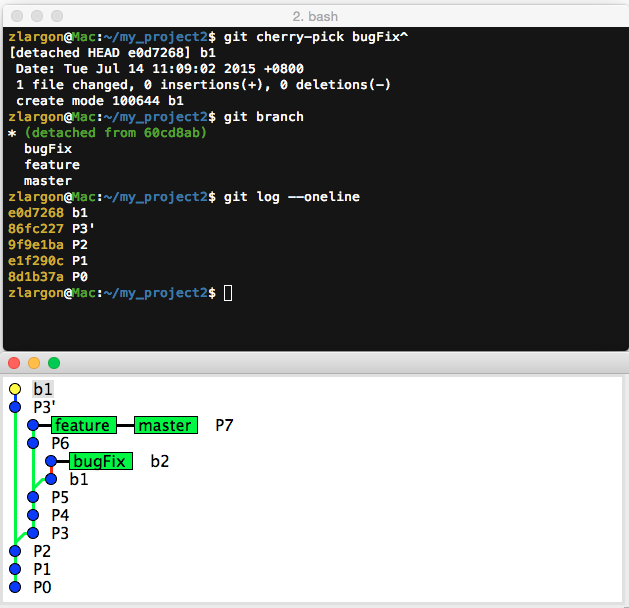 2. bash
zlargon@Mac:~/my_project2$ git cherry-pick bugFix^
[detached HEAD e0d7268] b1
 Date: Tue Jul 14 11:09:02 2015 +0800
 1 file changed, 0 insertions(+), 0 deletions(-)
 create mode 100644 b1
zlargon@Mac:~/my_project2$ git branch
* (detached from 60cd8ab)
  bugFix
  feature
  master
zlargon@Mac:~/my_project2$ git log --oneline
e0d7268 b1
86fc227 P3'
9f9e1ba P2
e1f290c P1
8d1b37a P0
zlargon@Mac:~/my_project2$
b1
P3'
feature master P7
P6
bugFix b2
b1
P5
P4
P3
P2
P1
P0